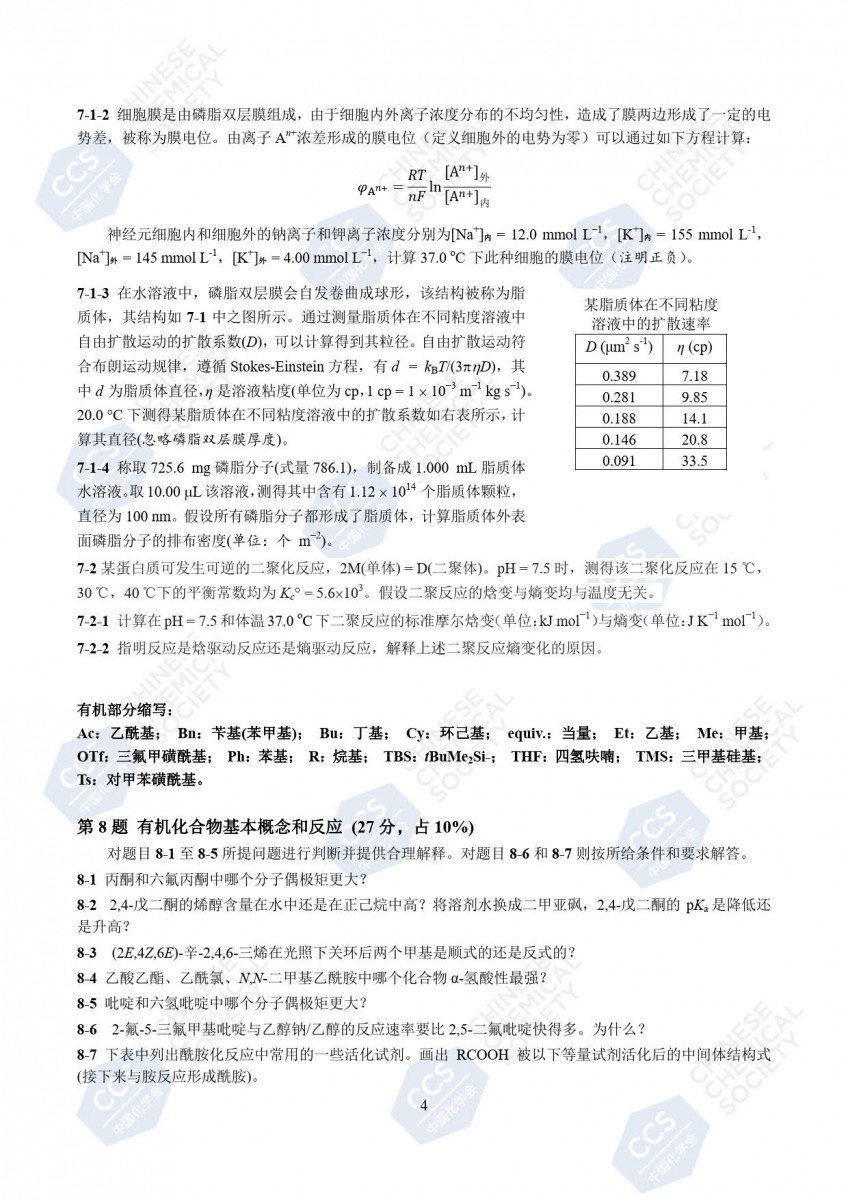 7-1-2 细胞膜是由磷脂双层膜组成，由于细胞内外离子浓度分布的不均匀性，造成了膜两边形成了一定的电
势差，被称为膜电位。由离子 Aⁿ⁺浓差形成的膜电位（定义细胞外的电势为零）可以通过如下方程计算：
φ_Aⁿ⁺ = RT/nF ln [Aⁿ⁺]外/[Aⁿ⁺]内
神经元细胞内和细胞外的钠离子和钾离子浓度分别为[Na⁺]内 = 12.0 mmol L⁻¹，[K⁺]内 = 155 mmol L⁻¹，
[Na⁺]外 = 145 mmol L⁻¹，[K⁺]外 = 4.00 mmol L⁻¹，计算 37.0 ºC 下此种细胞的膜电位（注明正负）。
7-1-3 在水溶液中，磷脂双层膜会自发卷曲成球形，该结构被称为脂
质体，其结构如 7-1 中之图所示。通过测量脂质体在不同粘度溶液中
自由扩散运动的扩散系数(D)，可以计算得到其粒径。自由扩散运动符
合布朗运动规律，遵循 Stokes-Einstein 方程，有 d = kBT/(3πηD)，其
中 d 为脂质体直径，η 是溶液粘度(单位为 cp，1 cp = 1 × 10⁻³ m⁻¹ kg s⁻¹)。
20.0 °C 下测得某脂质体在不同粘度溶液中的扩散系数如右表所示，计
算其直径(忽略磷脂双层膜厚度)。
某脂质体在不同粘度
溶液中的扩散速率
D (μm² s⁻¹) η (cp)
0.389 7.18
0.281 9.85
0.188 14.1
0.146 20.8
0.091 33.5
7-1-4 称取 725.6 mg 磷脂分子(式量 786.1)，制备成 1.000 mL 脂质体
水溶液。取 10.00 μL 该溶液，测得其中含有 1.12 × 10¹⁴ 个脂质体颗粒，
直径为 100 nm。假设所有磷脂分子都形成了脂质体，计算脂质体外表
面磷脂分子的排布密度(单位：个 m⁻²)。
7-2 某蛋白质可发生可逆的二聚化反应，2M(单体) = D(二聚体)。pH = 7.5 时，测得该二聚化反应在 15 ℃，
30 ℃，40 ℃下的平衡常数均为 Kc° = 5.6×10³。假设二聚反应的焓变与熵变均与温度无关。
7-2-1 计算在 pH = 7.5 和体温 37.0 ºC 下二聚反应的标准摩尔焓变（单位：kJ mol⁻¹）与熵变（单位：J K⁻¹ mol⁻¹）。
7-2-2 指明反应是焓驱动反应还是熵驱动反应，解释上述二聚反应熵变化的原因。
有机部分缩写：
Ac：乙酰基； Bn：苄基(苯甲基)； Bu：丁基； Cy：环己基； equiv.：当量； Et：乙基； Me：甲基；
OTf：三氟甲磺酰基； Ph：苯基； R：烷基； TBS：tBuMe₂Si-； THF：四氢呋喃； TMS：三甲基硅基；
Ts：对甲苯磺酰基。
第 8 题 有机化合物基本概念和反应 (27 分，占 10%)
对题目 8-1 至 8-5 所提问题进行判断并提供合理解释。对题目 8-6 和 8-7 则按所给条件和要求解答。
8-1 丙酮和六氟丙酮中哪个分子偶极矩更大？
8-2 2,4-戊二酮的烯醇含量在水中还是在正己烷中高？将溶剂水换成二甲亚砜，2,4-戊二酮的 pKa 是降低还
是升高？
8-3 (2E,4Z,6E)-辛-2,4,6-三烯在光照下关环后两个甲基是顺式的还是反式的？
8-4 乙酸乙酯、乙酰氯、N,N-二甲基乙酰胺中哪个化合物 α-氢酸性最强？
8-5 吡啶和六氢吡啶中哪个分子偶极矩更大？
8-6 2-氟-5-三氟甲基吡啶与乙醇钠/乙醇的反应速率要比 2,5-二氟吡啶快得多。为什么？
8-7 下表中列出酰胺化反应中常用的一些活化试剂。画出 RCOOH 被以下等量试剂活化后的中间体结构式
(接下来与胺反应形成酰胺)。
4